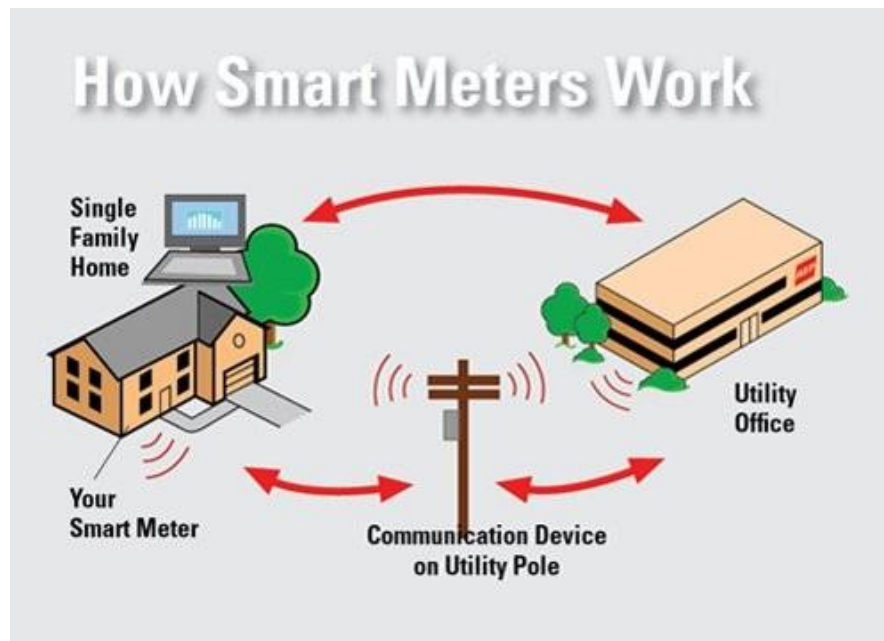 How Smart Meters Work
Single
Family
Home
Utility
Office
Your
Smart Meter
Communication Device
on Utility Pole